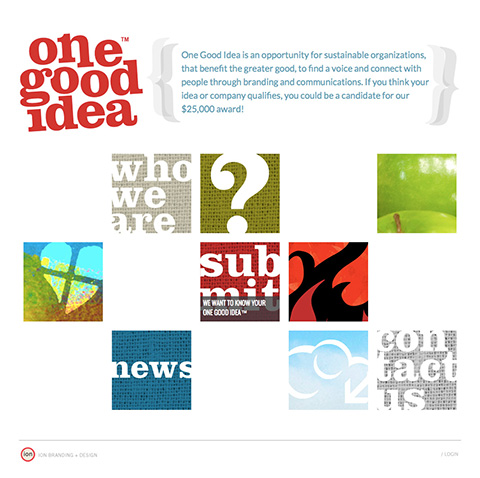 one™
good
idea
One Good Idea is an opportunity for sustainable organizations,
that benefit the greater good, to find a voice and connect with
people through branding and communications. If you think your
idea or company qualifies, you could be a candidate for our
$25,000 award!
who
we
are
?
sub
mit
WE WANT TO KNOW YOUR
ONE GOOD IDEA™
news
con
tact
us
ion ION BRANDING + DESIGN
/ LOGIN